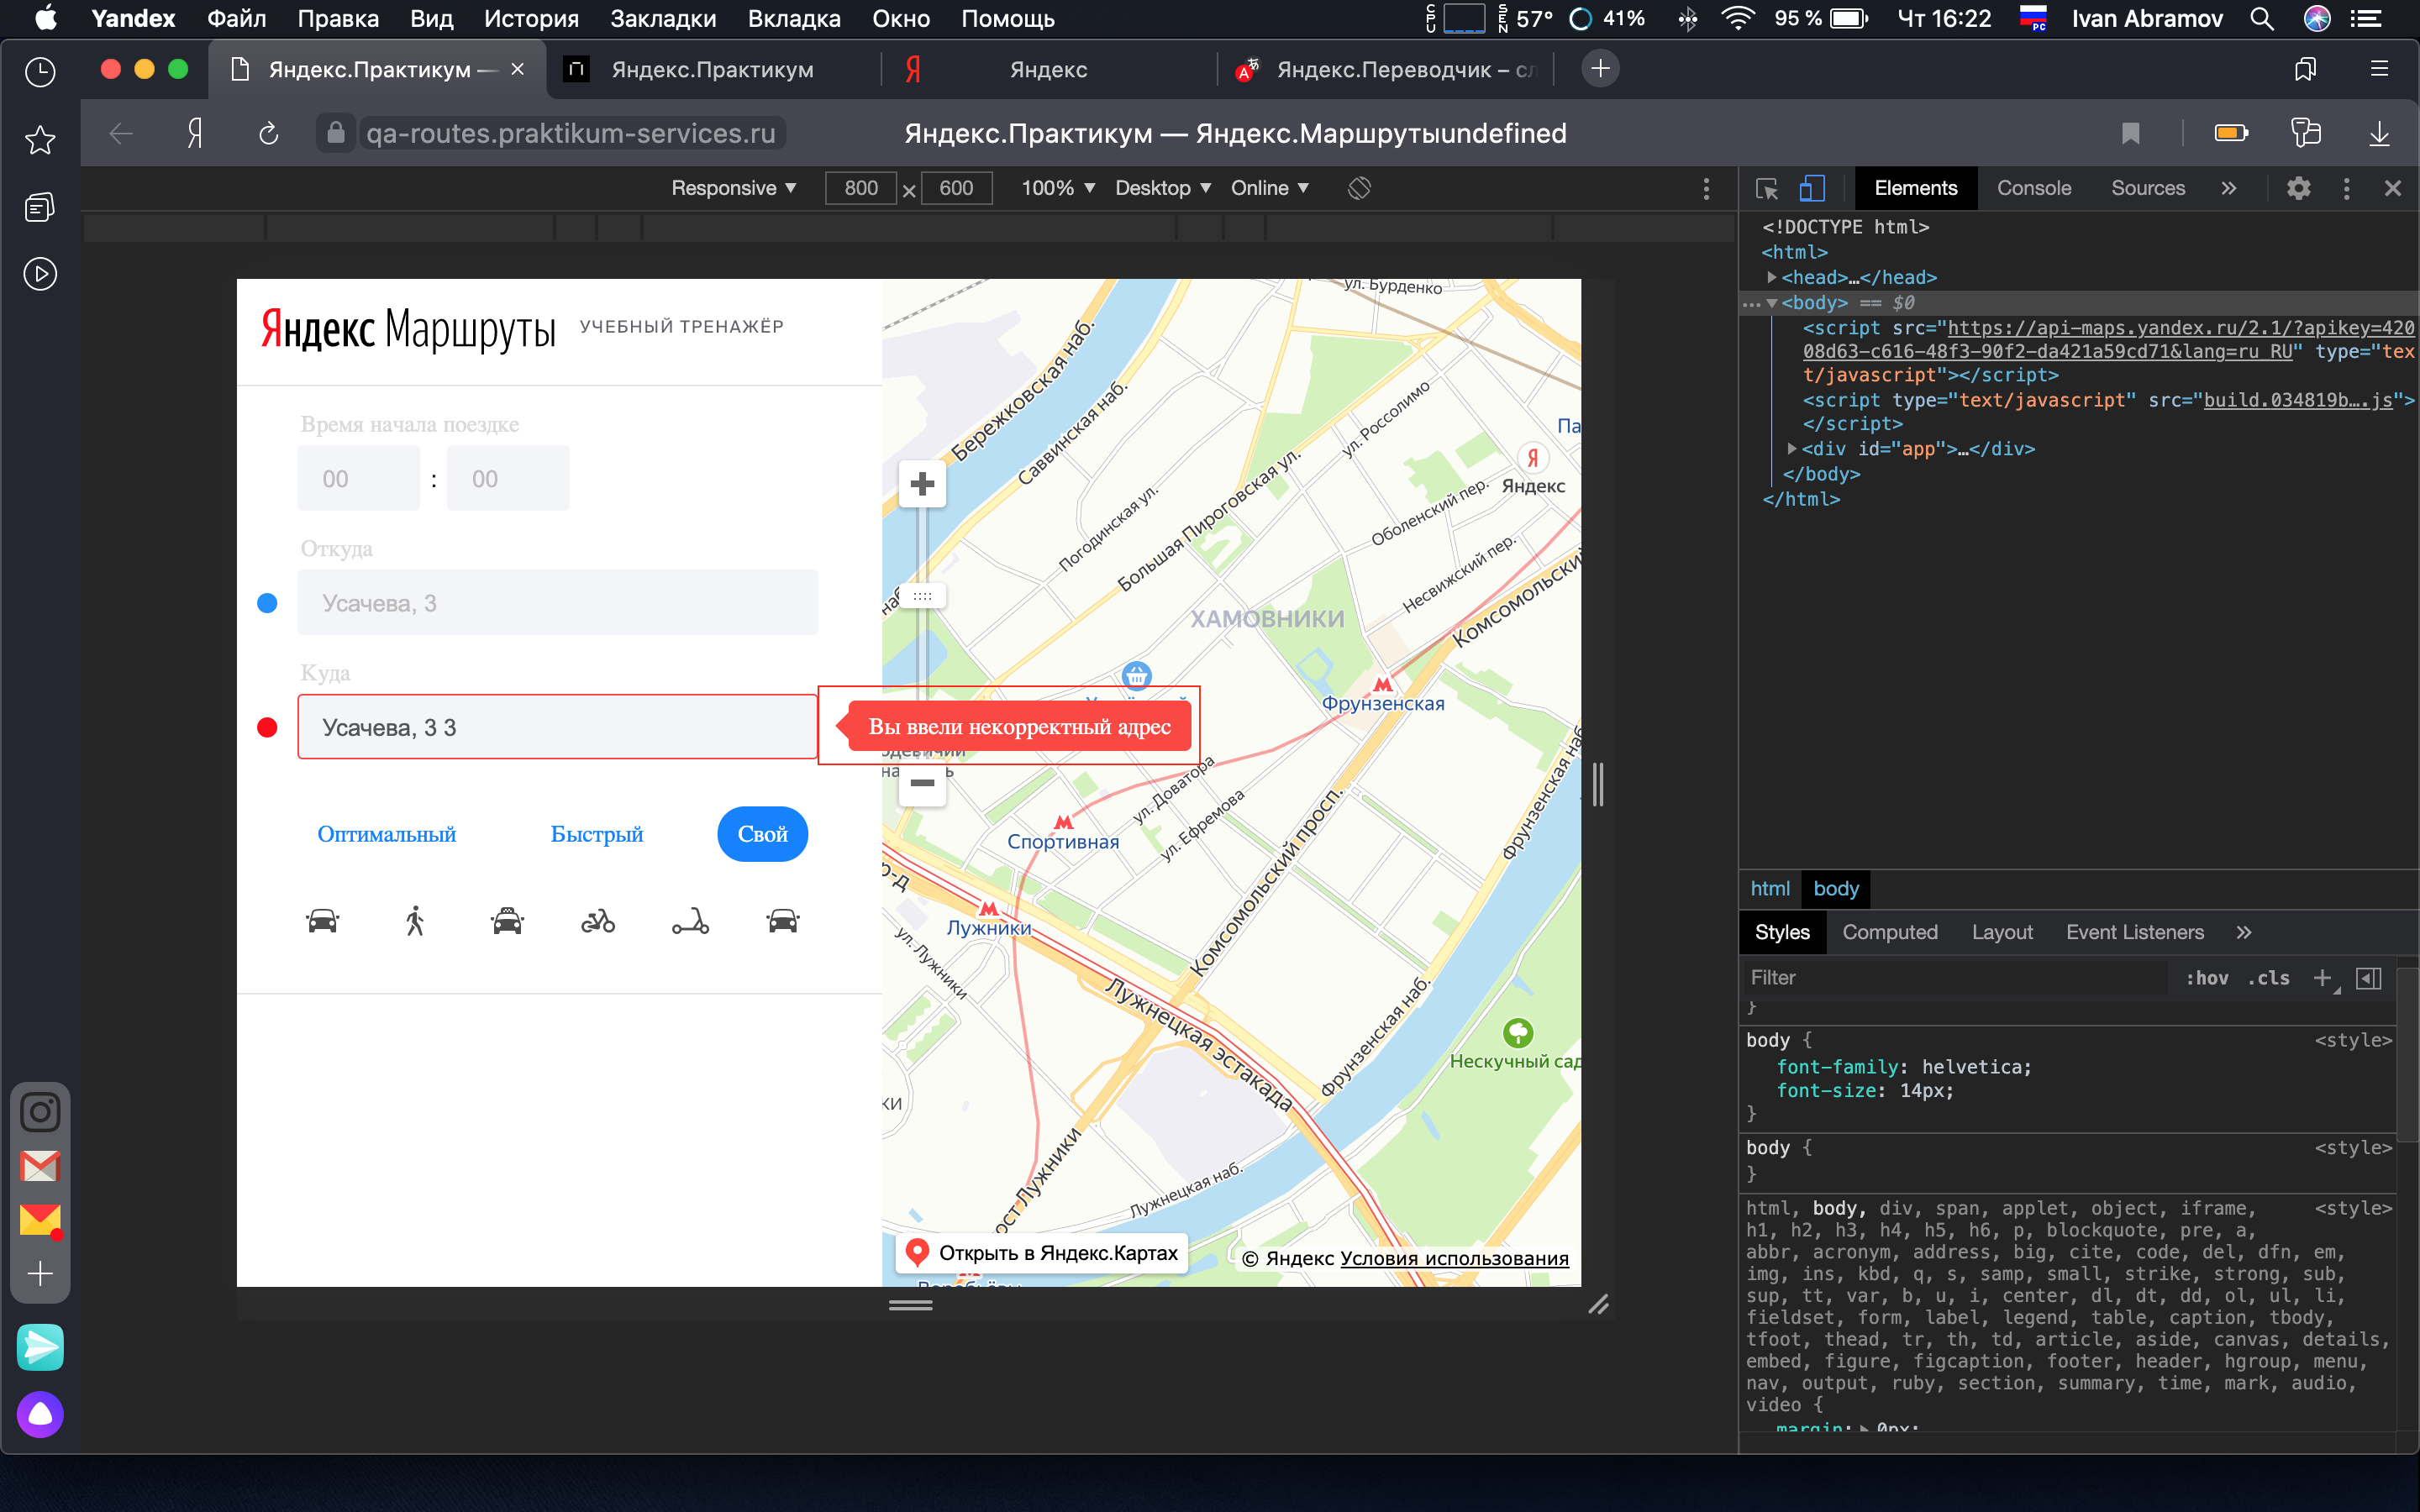 Yandex Файл Правка Вид История Закладки Вкладка Окно Помощь CPU SEN 57° 41% 95 % Чт 16:22 РС Ivan Abramov
Яндекс.Практикум — Яндекс.Практикум Яндекс Яндекс.Переводчик – сл
qa-routes.praktikum-services.ru Яндекс.Практикум — Яндекс.Маршрутыundefined
Responsive 800 × 600 100% Desktop Online
Elements Console Sources
<!DOCTYPE html>
<html>
<head>…</head>
<body> == $0
<script src="https://api-maps.yandex.ru/2.1/?apikey=420
08d63-c616-48f3-90f2-da421a59cd71&lang=ru_RU" type="tex
t/javascript"></script>
<script type="text/javascript" src="build.034819b….js">
</script>
<div id="app">…</div>
</body>
</html>
Яндекс Маршруты УЧЕБНЫЙ ТРЕНАЖЁР
Время начала поездке
00 : 00
Откуда
Усачева, 3
Куда
Усачева, 3 3
Вы ввели некорректный адрес
Оптимальный Быстрый Свой
ул. Бурденко
Бережковская наб.
Саввинская наб.
ул. Россолимо
Па
Я
Яндекс
Погодинская ул.
Большая Пироговская ул.
Оболенский пер.
Несвижский пер.
Комсомольский
наб
ХАМОВНИКИ
Фрунзенская
ул. Доватора
ул. Ефремова
Спортивная
Комсомольский просп.
Фрунзенская наб
р-д
Лужники
ул. Лужники
Лужнецкая эстакада
Фрунзенская наб.
Нескучный сад
ки
ост Лужники
Лужнецкая наб.
Открыть в Яндекс.Картах
© Яндекс Условия использования
html body
Styles Computed Layout Event Listeners
Filter :hov .cls
}
body { <style>
font-family: helvetica;
font-size: 14px;
}
body { <style>
}
html, body, div, span, applet, object, iframe, <style>
h1, h2, h3, h4, h5, h6, p, blockquote, pre, a,
abbr, acronym, address, big, cite, code, del, dfn, em,
img, ins, kbd, q, s, samp, small, strike, strong, sub,
sup, tt, var, b, u, i, center, dl, dt, dd, ol, ul, li,
fieldset, form, label, legend, table, caption, tbody,
tfoot, thead, tr, th, td, article, aside, canvas, details,
embed, figure, figcaption, footer, header, hgroup, menu,
nav, output, ruby, section, summary, time, mark, audio,
video {
margin: 0px;